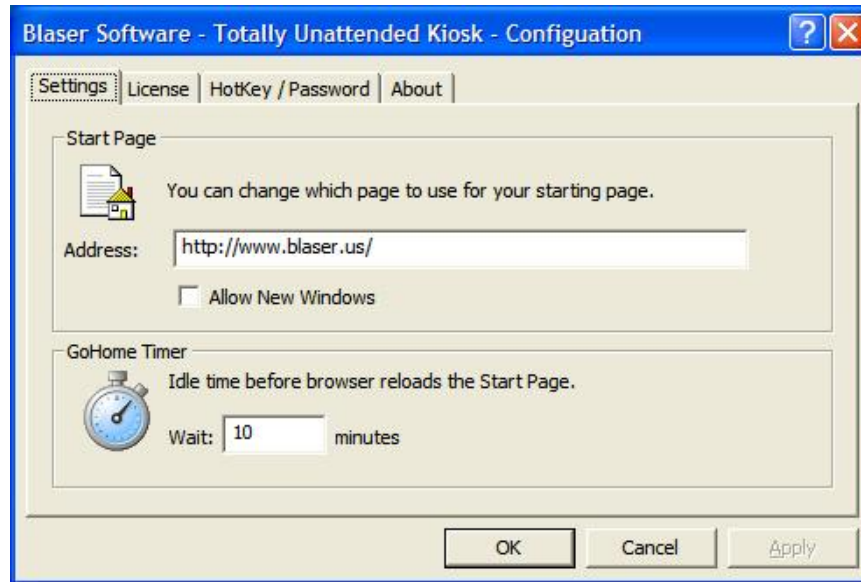 Blaser Software - Totally Unattended Kiosk - Configuation
Settings License HotKey / Password About
Start Page
You can change which page to use for your starting page.
Address: http://www.blaser.us/
Allow New Windows
GoHome Timer
Idle time before browser reloads the Start Page.
Wait: 10 minutes
OK Cancel Apply